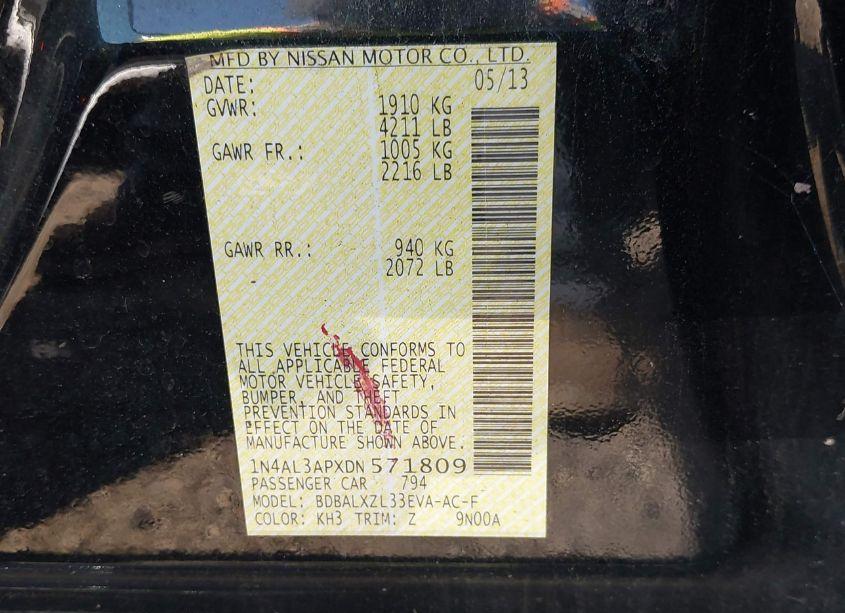 MFD BY NISSAN MOTOR CO., LTD.
DATE: 05/13
GVWR: 1910 KG
4211 LB
GAWR FR.: 1005 KG
2216 LB
GAWR RR.: 940 KG
2072 LB
THIS VEHICLE CONFORMS TO
ALL APPLICABLE FEDERAL
MOTOR VEHICLE SAFETY,
BUMPER, AND THEFT
PREVENTION STANDARDS IN
EFFECT ON THE DATE OF
MANUFACTURE SHOWN ABOVE.
1N4AL3APXDN571809
PASSENGER CAR 794
MODEL: BDBALXZL33EVA-AC-F
COLOR: KH3 TRIM: Z 9N00A